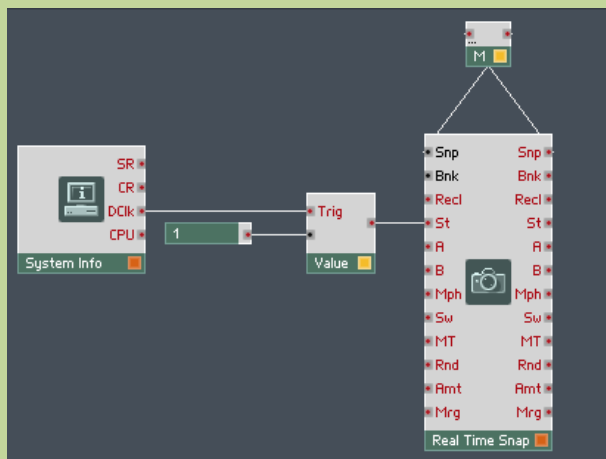 ...
M
SR
CR
DClk
CPU
System Info
1
Trig
Value
Snp Snp
Bnk Bnk
Recl Recl
St St
A A
B B
Mph Mph
Sw Sw
MT MT
Rnd Rnd
Amt Amt
Mrg Mrg
Real Time Snap